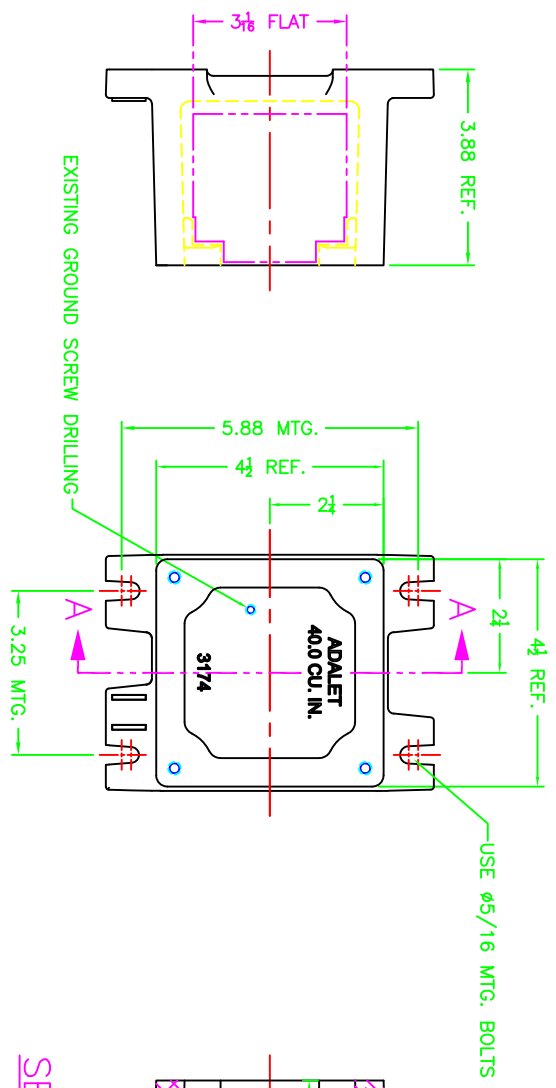 3 1/16 FLAT
3.88 REF.
EXISTING GROUND SCREW DRILLING
5.88 MTG.
4 1/2 REF.
2 1/4
4 1/2 REF.
2 1/4
A
A
3.25 MTG.
ADALET
40.0 CU. IN.
3174
USE ø5/16 MTG. BOLTS